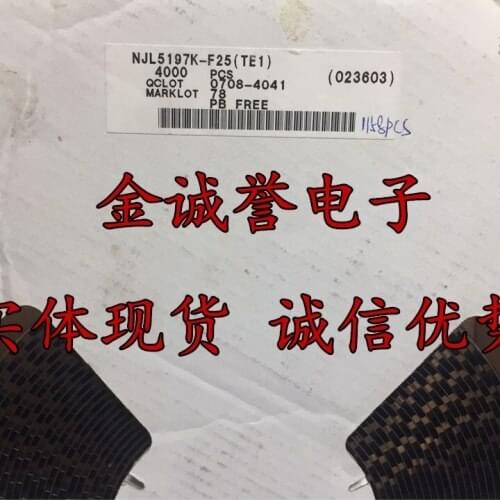 NJL5197K-F25(TE1)
4000 PCS (023603)
QCLOT 0708-4041
MARKLOT 78
PB FREE
1158PCS
金诚誉电子
实体现货 诚信优势